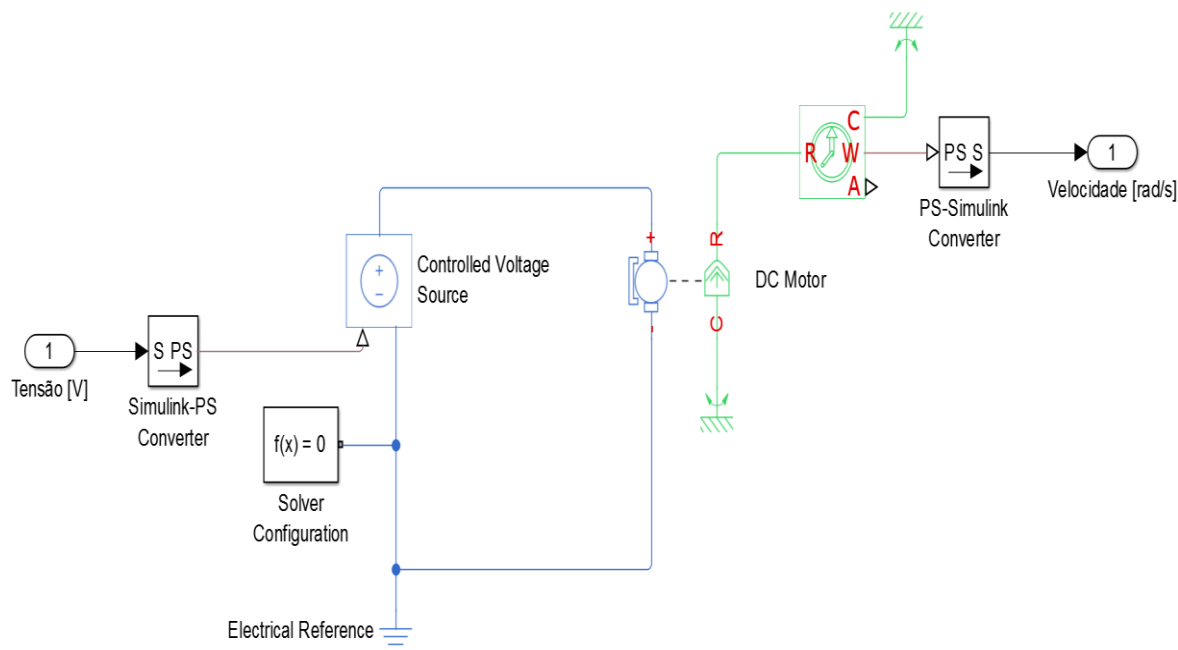 C
R
W
A
PS S
1
Velocidade [rad/s]
PS-Simulink
Converter
+
R
DC Motor
C
-
+
−
Controlled Voltage
Source
1
Tensão [V]
S PS
Simulink-PS
Converter
f(x) = 0
Solver
Configuration
Electrical Reference